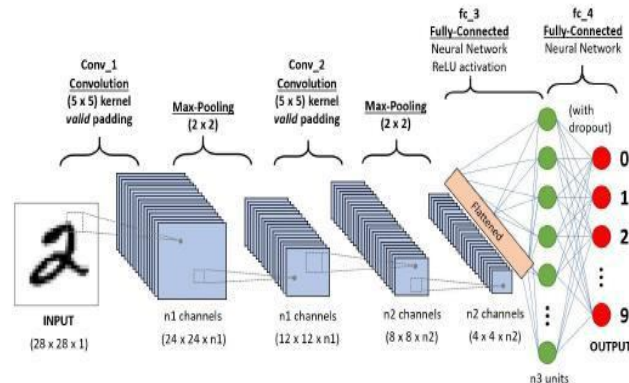 fc_3
Fully-Connected
Neural Network
ReLU activation
fc_4
Fully-Connected
Neural Network
Conv_1
Convolution
(5 x 5) kernel
valid padding
Max-Pooling
(2 x 2)
Conv_2
Convolution
(5 x 5) kernel
valid padding
Max-Pooling
(2 x 2)
(with
dropout)
Flattened
2
0
1
2
9
INPUT
(28 x 28 x 1)
n1 channels
(24 x 24 x n1)
n1 channels
(12 x 12 x n1)
n2 channels
(8 x 8 x n2)
n2 channels
(4 x 4 x n2)
n3 units
OUTPUT